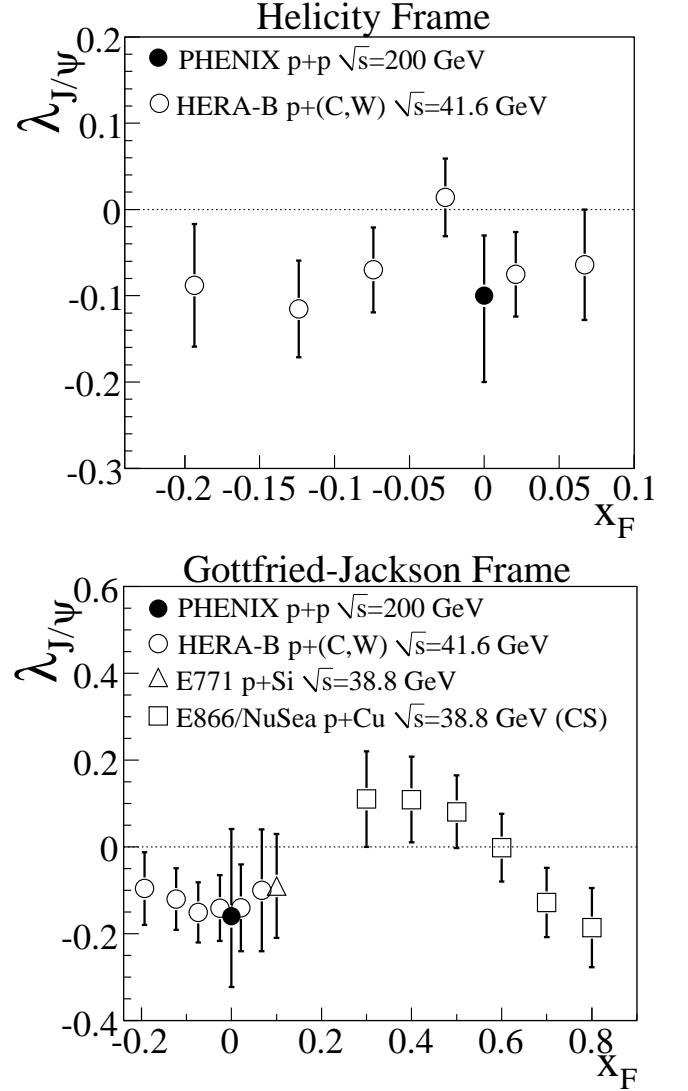 Helicity Frame
λJ/ψ
0.2
0.1
0
-0.1
-0.2
-0.3
PHENIX p+p √s=200 GeV
HERA-B p+(C,W) √s=41.6 GeV
-0.2 -0.15 -0.1 -0.05 0 0.05 0.1
xF
Gottfried-Jackson Frame
λJ/ψ
0.6
0.4
0.2
0
-0.2
-0.4
PHENIX p+p √s=200 GeV
HERA-B p+(C,W) √s=41.6 GeV
E771 p+Si √s=38.8 GeV
E866/NuSea p+Cu √s=38.8 GeV (CS)
-0.2 0 0.2 0.4 0.6 0.8
xF